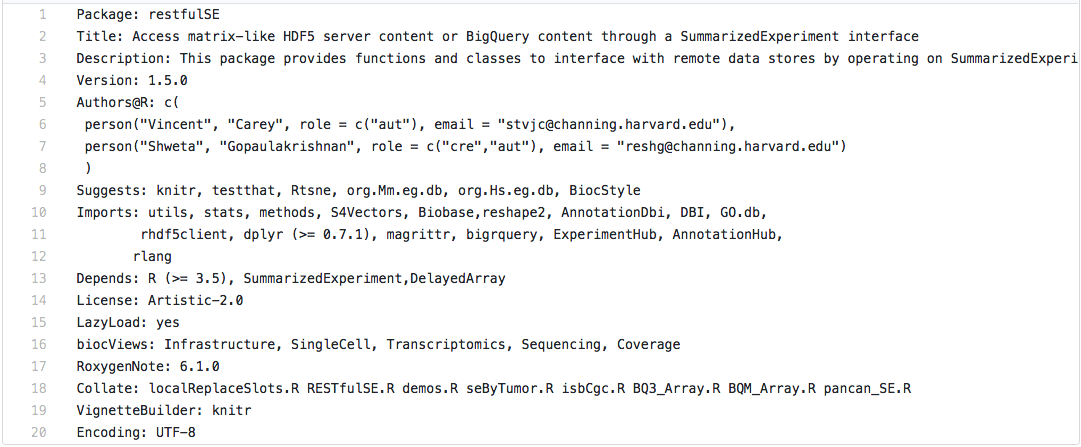 1 Package: restfulSE
2 Title: Access matrix-like HDF5 server content or BigQuery content through a SummarizedExperiment interface
3 Description: This package provides functions and classes to interface with remote data stores by operating on SummarizedExperi
4 Version: 1.5.0
5 Authors@R: c(
6 person("Vincent", "Carey", role = c("aut"), email = "stvjc@channing.harvard.edu"),
7 person("Shweta", "Gopaulakrishnan", role = c("cre","aut"), email = "reshg@channing.harvard.edu")
8 )
9 Suggests: knitr, testthat, Rtsne, org.Mm.eg.db, org.Hs.eg.db, BiocStyle
10 Imports: utils, stats, methods, S4Vectors, Biobase,reshape2, AnnotationDbi, DBI, GO.db,
11 rhdf5client, dplyr (>= 0.7.1), magrittr, bigrquery, ExperimentHub, AnnotationHub,
12 rlang
13 Depends: R (>= 3.5), SummarizedExperiment,DelayedArray
14 License: Artistic-2.0
15 LazyLoad: yes
16 biocViews: Infrastructure, SingleCell, Transcriptomics, Sequencing, Coverage
17 RoxygenNote: 6.1.0
18 Collate: localReplaceSlots.R RESTfulSE.R demos.R seByTumor.R isbCgc.R BQ3_Array.R BQM_Array.R pancan_SE.R
19 VignetteBuilder: knitr
20 Encoding: UTF-8